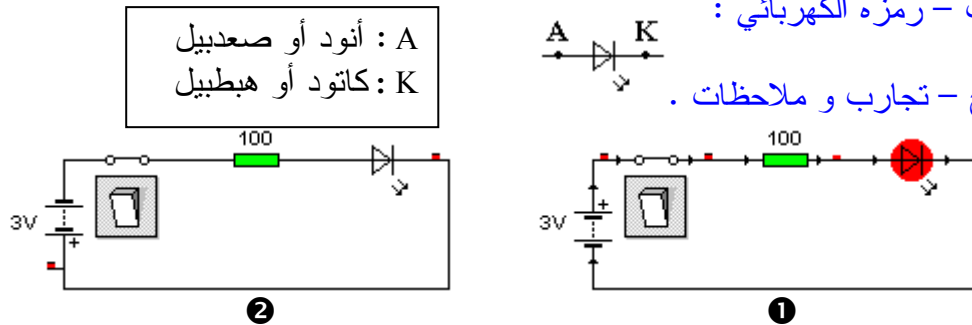 – رمزه الكهربائي :
A K
A : أنود أو صعدبيل
K : كاتود أو هبطبيل
– تجارب و ملاحظات .
100
3V
+
❶
100
3V
+
❷